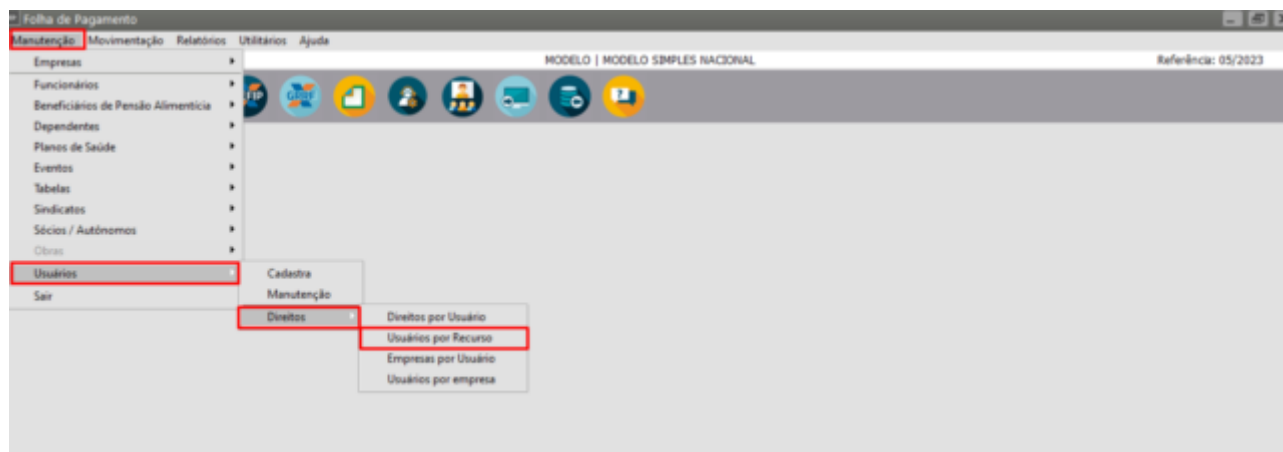 Folha de Pagamento
Manutenção Movimentação Relatórios Utilitários Ajuda
MODELO | MODELO SIMPLES NACIONAL Referência: 05/2023
Empresas
Funcionários
Beneficiários de Pensão Alimentícia
Dependentes
Planos de Saúde
Eventos
Tabelas
Sindicatos
Sócios / Autônomos
Obras
Usuários
Sair
Cadastra
Manutenção
Direitos
Direitos por Usuário
Usuários por Recurso
Empresas por Usuário
Usuários por empresa
GRRF